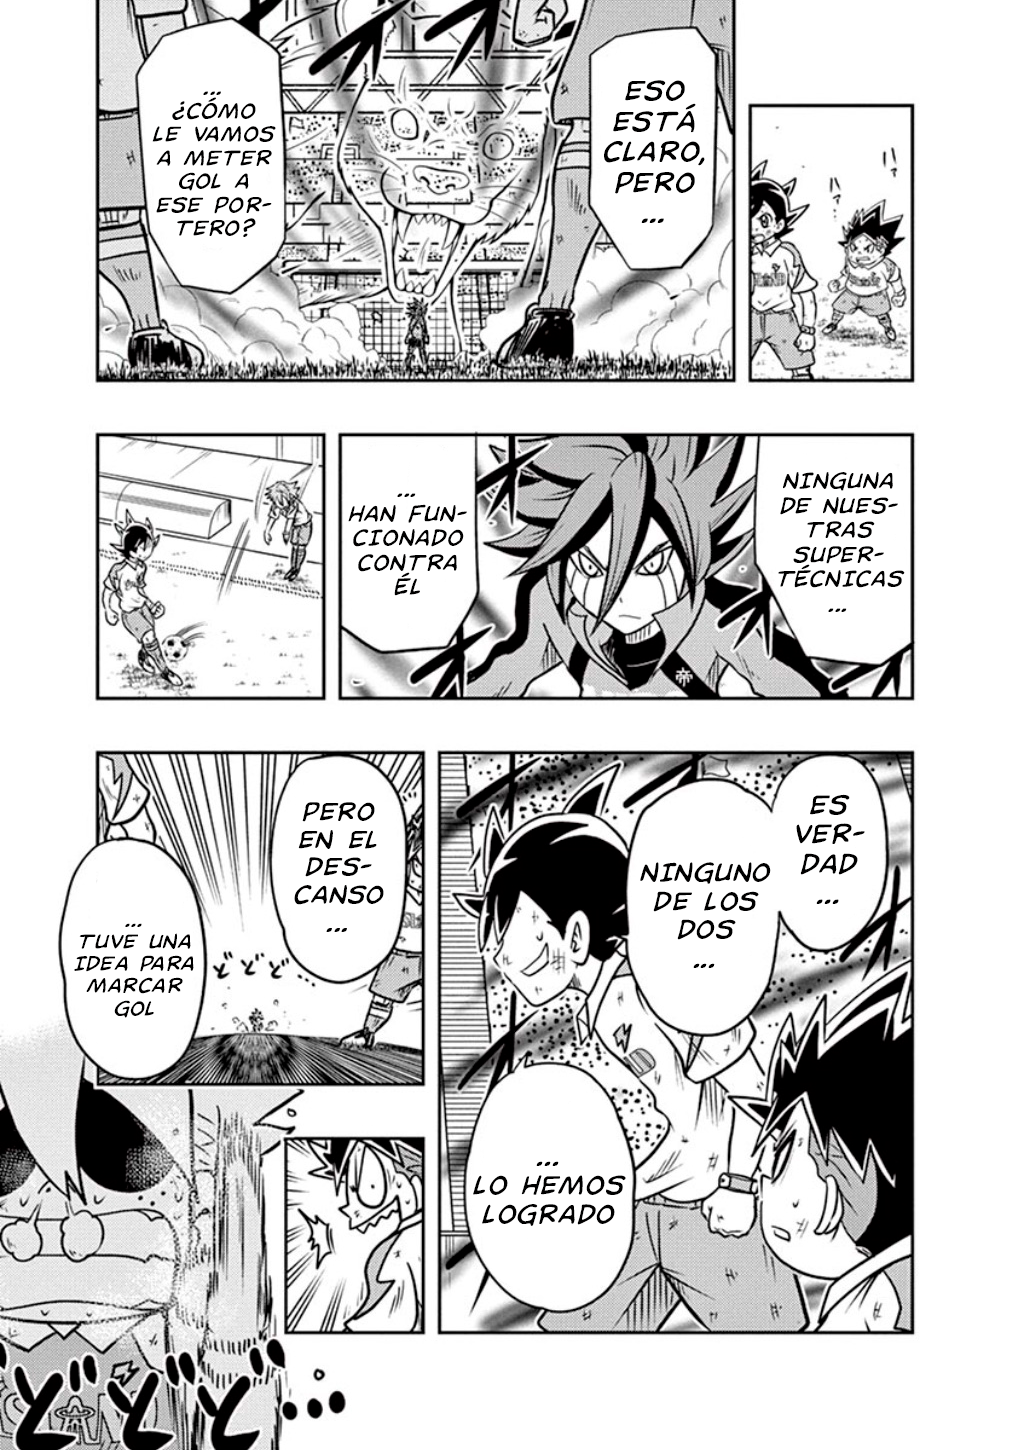 ハァ
ハァ
ESO
ESTÁ
CLARO,
PERO
...
...
¿CÓMO
LE VAMOS
A METER
GOL A
ESE POR-
TERO?
NINGUNA
DE NUES-
TRAS
SUPER-
TÉCNICAS
...
...
HAN FUN-
CIONADO
CONTRA
ÉL
帝
ES
VER-
DAD
...
NINGUNO
DE LOS
DOS
...
...
LO HEMOS
LOGRADO
PERO
EN EL
DES-
CANSO
...
...
TUVE UNA
IDEA PARA
MARCAR
GOL
どどど
どどど...